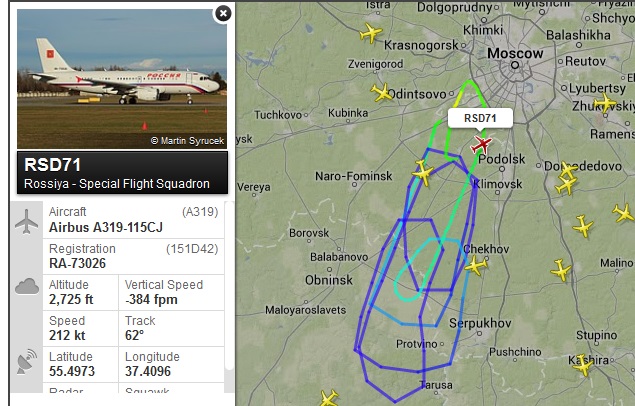 РОССИЯ
© Martin Syrucek
RSD71
Rossiya - Special Flight Squadron
Aircraft (A319)
Airbus A319-115CJ
Registration (151D42)
RA-73026
Altitude Vertical Speed
2,725 ft -384 fpm
Speed Track
212 kt 62°
Latitude Longitude
55.4973 37.4096
Radar Squawk
Istra
Dolgoprudny
Khimki
Krasnogorsk
Balashikha
Moscow
Reutov
Zvenigorod
Odintsovo
Lyubertsy
Zhukovskiy
Tuchkovo
Kubinka
RSD71
Ramens
Podolsk
Domodedovo
Naro-Fominsk
Klimovsk
Vereya
Borovsk
Balabanovo
Chekhov
Malino
Obninsk
Maloyaroslavets
Serpukhov
Stupino
Protvino
Pushchino
Kashira
Tarusa